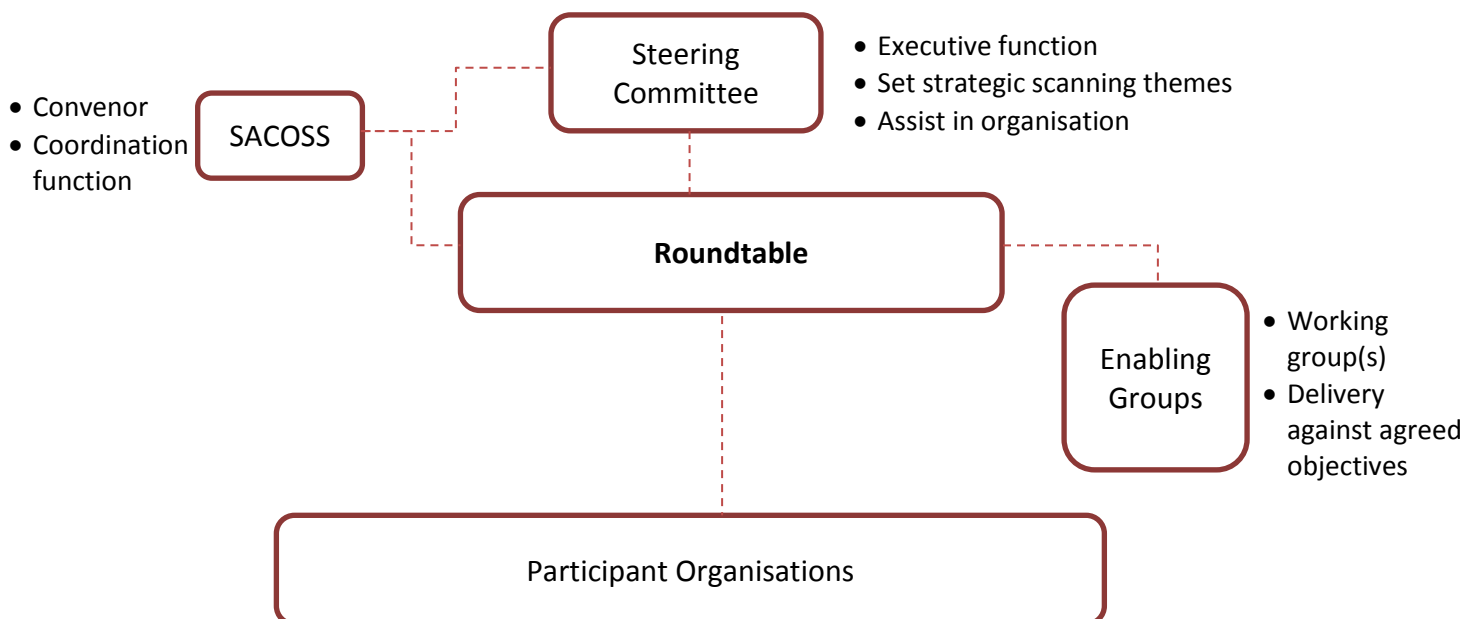 Steering
Committee
• Executive function
• Set strategic scanning themes
• Assist in organisation
• Convenor
• Coordination
function
SACOSS
Roundtable
Enabling
Groups
• Working
group(s)
• Delivery
against agreed
objectives
Participant Organisations